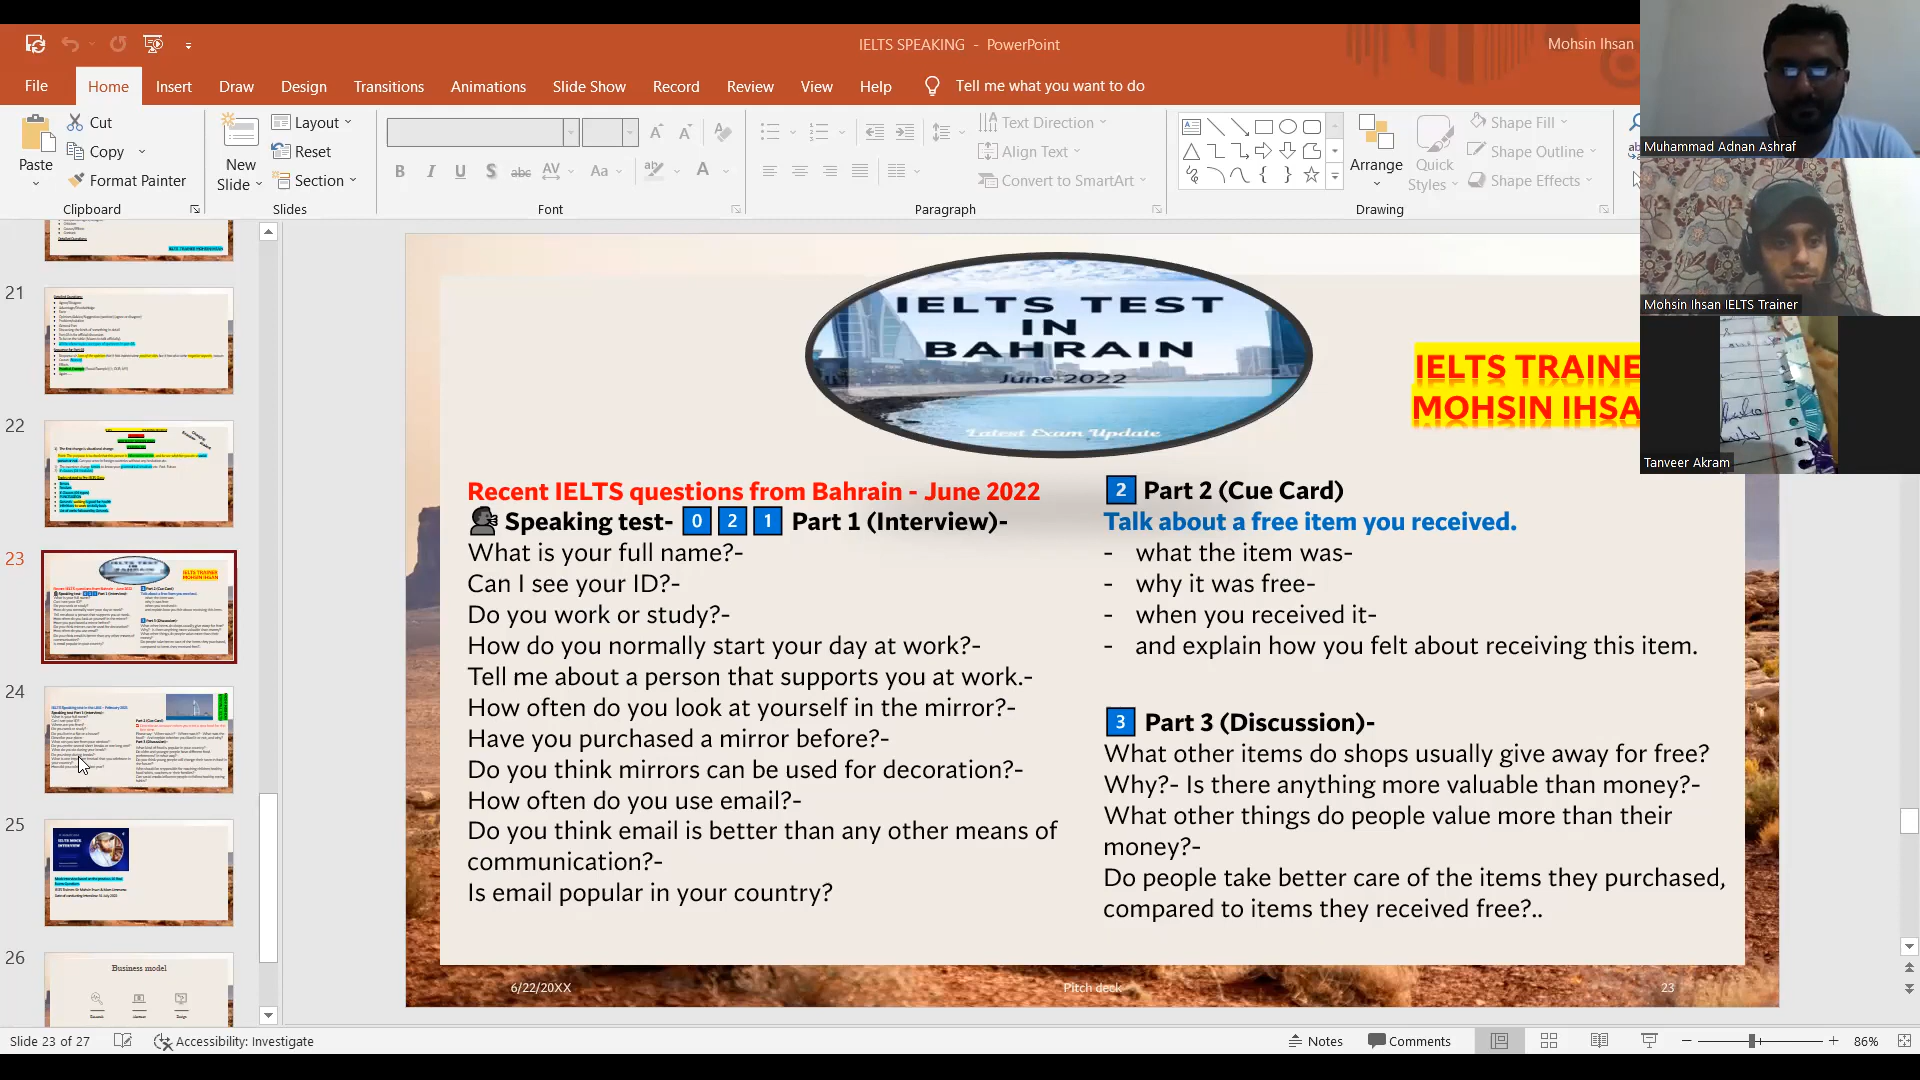 IELTS SPEAKING - PowerPoint
Mohsin Ihsan
File
Home
Insert
Draw
Design
Transitions
Animations
Slide Show
Record
Review
View
Help
Tell me what you want to do
Paste
Cut
Copy
Format Painter
Clipboard
New Slide
Layout
Reset
Section
Slides
Font
Text Direction
Align Text
Convert to SmartArt
Paragraph
Arrange
Quick Styles
Shape Fill
Shape Outline
Shape Effects
Drawing
Muhammad Adnan Ashraf
Mohsin Ihsan IELTS Trainer
Tanveer Akram
21
22
23
24
25
26
Business model
IELTS TEST
IN
BAHRAIN
June 2022
Latest Exam Update
IELTS TRAINE
MOHSIN IHSA
Recent IELTS questions from Bahrain - June 2022
Speaking test- 0 2 1 Part 1 (Interview)-
What is your full name?-
Can I see your ID?-
Do you work or study?-
How do you normally start your day at work?-
Tell me about a person that supports you at work.-
How often do you look at yourself in the mirror?-
Have you purchased a mirror before?-
Do you think mirrors can be used for decoration?-
How often do you use email?-
Do you think email is better than any other means of
communication?-
Is email popular in your country?
2 Part 2 (Cue Card)
Talk about a free item you received.
- what the item was-
- why it was free-
- when you received it-
- and explain how you felt about receiving this item.
3 Part 3 (Discussion)-
What other items do shops usually give away for free?
Why?- Is there anything more valuable than money?-
What other things do people value more than their
money?-
Do people take better care of the items they purchased,
compared to items they received free?..
6/22/20XX
Pitch deck
23
Slide 23 of 27
Accessibility: Investigate
Notes
Comments
86%